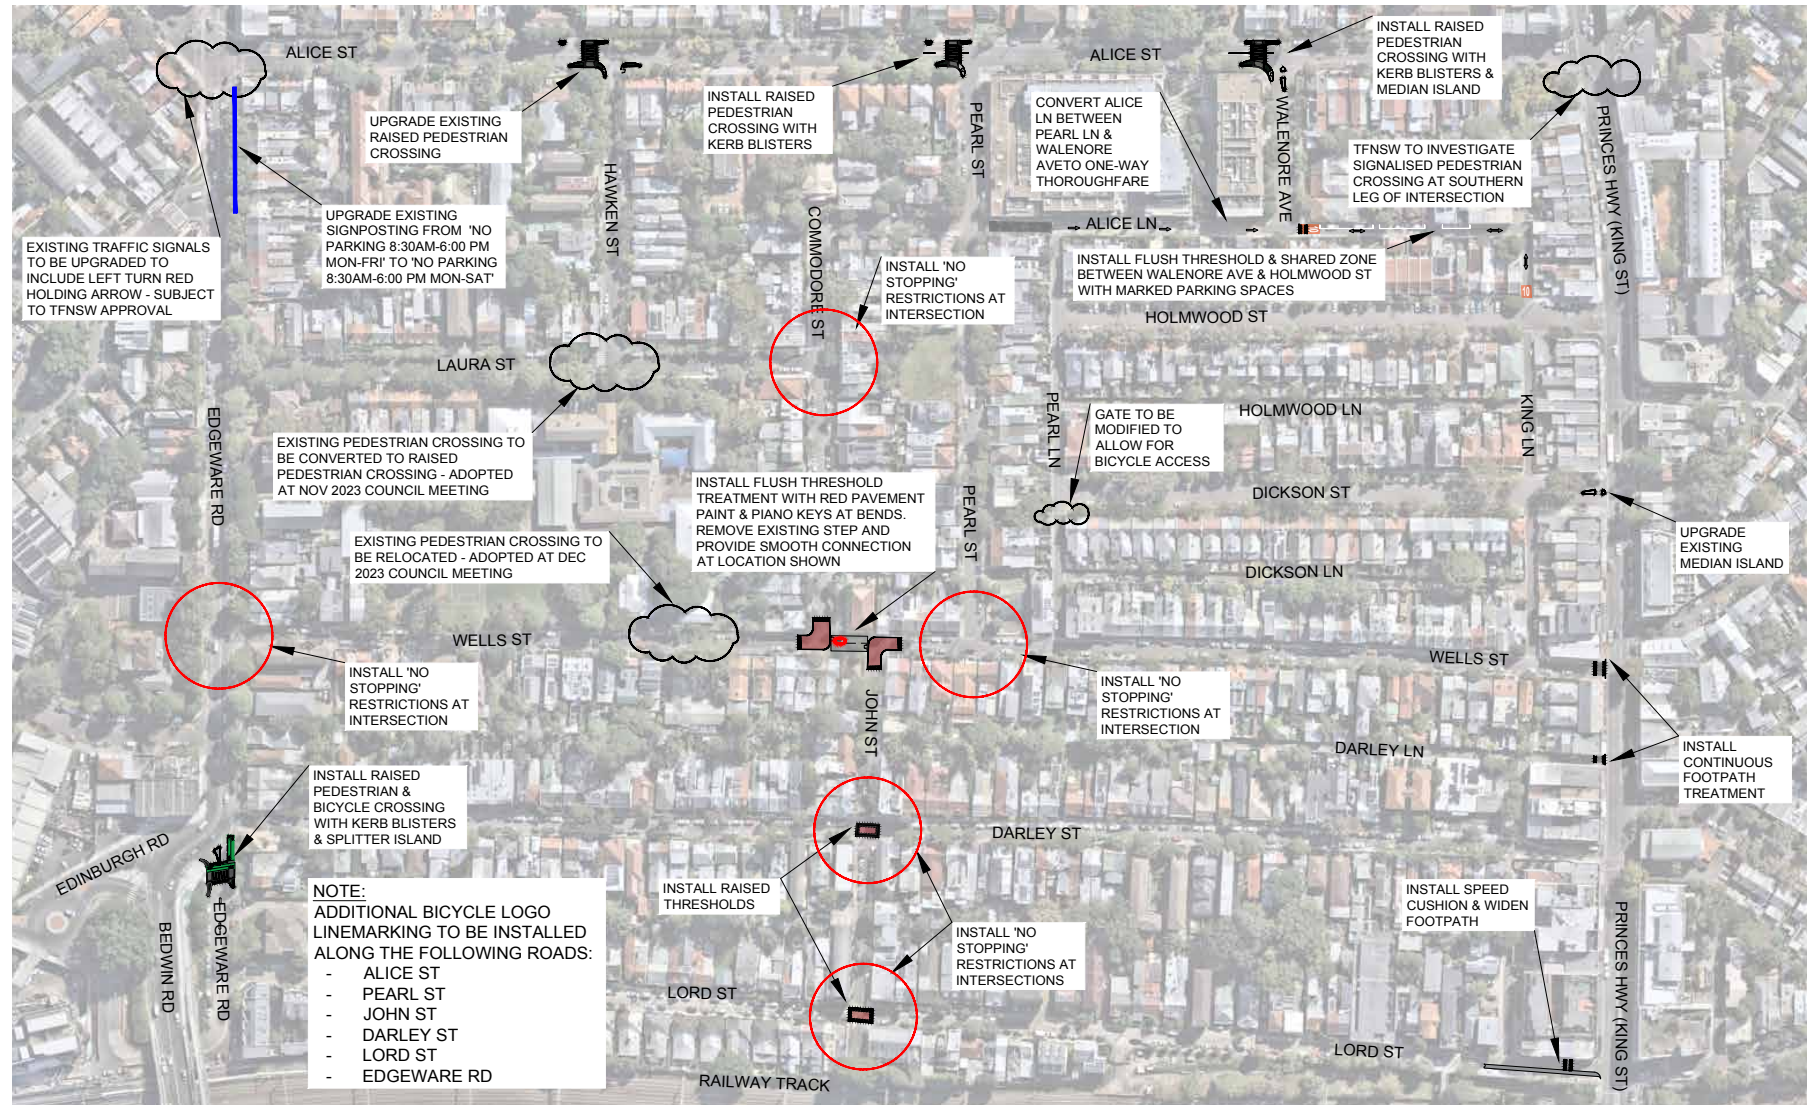 ALICE ST
ALICE ST
INSTALL RAISED
PEDESTRIAN
CROSSING WITH
KERB BLISTERS &
MEDIAN ISLAND
UPGRADE EXISTING
RAISED PEDESTRIAN
CROSSING
INSTALL RAISED
PEDESTRIAN
CROSSING WITH
KERB BLISTERS
PEARL ST
CONVERT ALICE
LN BETWEEN
PEARL LN &
WALENORE
AVETO ONE-WAY
THOROUGHFARE
WALENORE AVE
TFNSW TO INVESTIGATE
SIGNALISED PEDESTRIAN
CROSSING AT SOUTHERN
LEG OF INTERSECTION
PRINCES HWY (KING ST)
HAWKEN ST
COMMODORE ST
UPGRADE EXISTING
SIGNPOSTING FROM 'NO
PARKING 8:30AM-6:00 PM
MON-FRI' TO 'NO PARKING
8:30AM-6:00 PM MON-SAT'
EXISTING TRAFFIC SIGNALS
TO BE UPGRADED TO
INCLUDE LEFT TURN RED
HOLDING ARROW - SUBJECT
TO TFNSW APPROVAL
ALICE LN
INSTALL 'NO
STOPPING'
RESTRICTIONS AT
INTERSECTION
INSTALL FLUSH THRESHOLD & SHARED ZONE
BETWEEN WALENORE AVE & HOLMWOOD ST
WITH MARKED PARKING SPACES
HOLMWOOD ST
LAURA ST
EDGEWARE RD
PEARL LN
GATE TO BE
MODIFIED TO
ALLOW FOR
BICYCLE ACCESS
HOLMWOOD LN
KING LN
EXISTING PEDESTRIAN CROSSING TO
BE CONVERTED TO RAISED
PEDESTRIAN CROSSING - ADOPTED
AT NOV 2023 COUNCIL MEETING
INSTALL FLUSH THRESHOLD
TREATMENT WITH RED PAVEMENT
PAINT & PIANO KEYS AT BENDS.
REMOVE EXISTING STEP AND
PROVIDE SMOOTH CONNECTION
AT LOCATION SHOWN
PEARL ST
DICKSON ST
EXISTING PEDESTRIAN CROSSING TO
BE RELOCATED - ADOPTED AT DEC
2023 COUNCIL MEETING
UPGRADE
EXISTING
MEDIAN ISLAND
DICKSON LN
WELLS ST
WELLS ST
INSTALL 'NO
STOPPING'
RESTRICTIONS AT
INTERSECTION
JOHN ST
INSTALL 'NO
STOPPING'
RESTRICTIONS AT
INTERSECTION
DARLEY LN
INSTALL
CONTINUOUS
FOOTPATH
TREATMENT
INSTALL RAISED
PEDESTRIAN &
BICYCLE CROSSING
WITH KERB BLISTERS
& SPLITTER ISLAND
DARLEY ST
EDINBURGH RD
BEDWIN RD
EDGEWARE RD
NOTE:
ADDITIONAL BICYCLE LOGO
LINEMARKING TO BE INSTALLED
ALONG THE FOLLOWING ROADS:
- ALICE ST
- PEARL ST
- JOHN ST
- DARLEY ST
- LORD ST
- EDGEWARE RD
INSTALL RAISED
THRESHOLDS
INSTALL 'NO
STOPPING'
RESTRICTIONS AT
INTERSECTIONS
INSTALL SPEED
CUSHION & WIDEN
FOOTPATH
PRINCES HWY (KING ST)
LORD ST
LORD ST
RAILWAY TRACK